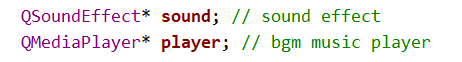 QSoundEffect* sound; // sound effect
QMediaPlayer* player; // bgm music player